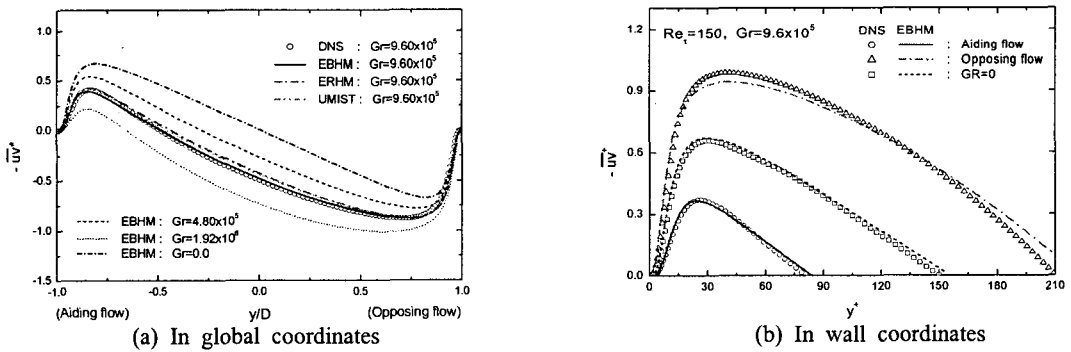 1.0
0.5
0.0
-0.5
-1.0
-1.5
- uv⁺
DNS : Gr=9.60x10⁵
EBHM : Gr=9.60x10⁵
ERHM : Gr=9.60x10⁵
UMIST : Gr=9.60x10⁵
EBHM : Gr=4.80x10⁵
EBHM : Gr=1.92x10⁶
EBHM : Gr=0.0
-1.0 -0.5 0.0 0.5 1.0
(Aiding flow) y/D (Opposing flow)
(a) In global coordinates
1.2
0.9
0.6
0.3
0.0
- uv⁺
Re_τ=150, Gr=9.6x10⁵
DNS EBHM
: Aiding flow
: Opposing flow
: GR=0
0 30 60 90 120 150 180 210
y⁺
(b) In wall coordinates